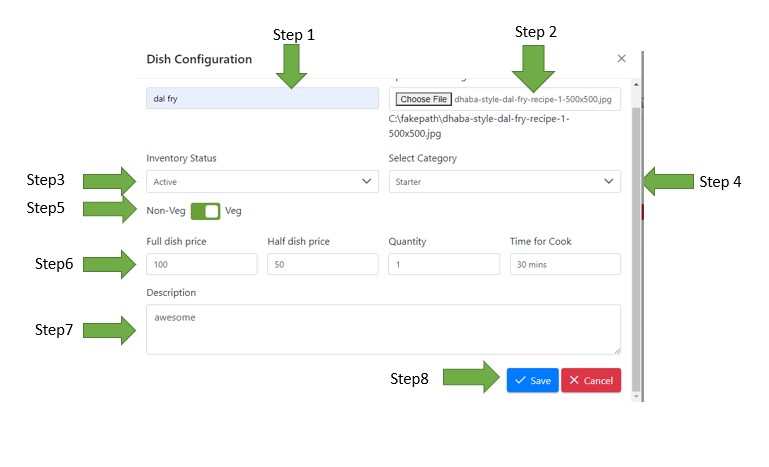 Step 1
Step 2
Dish Configuration
dal fry
Choose File dhaba-style-dal-fry-recipe-1-500x500.jpg
C:\fakepath\dhaba-style-dal-fry-recipe-1-
500x500.jpg
Inventory Status
Select Category
Step3
Active
Starter
Step 4
Step5
Non-Veg
Veg
Full dish price
Half dish price
Quantity
Time for Cook
Step6
100
50
1
30 mins
Description
awesome
Step7
Step8
Save
Cancel